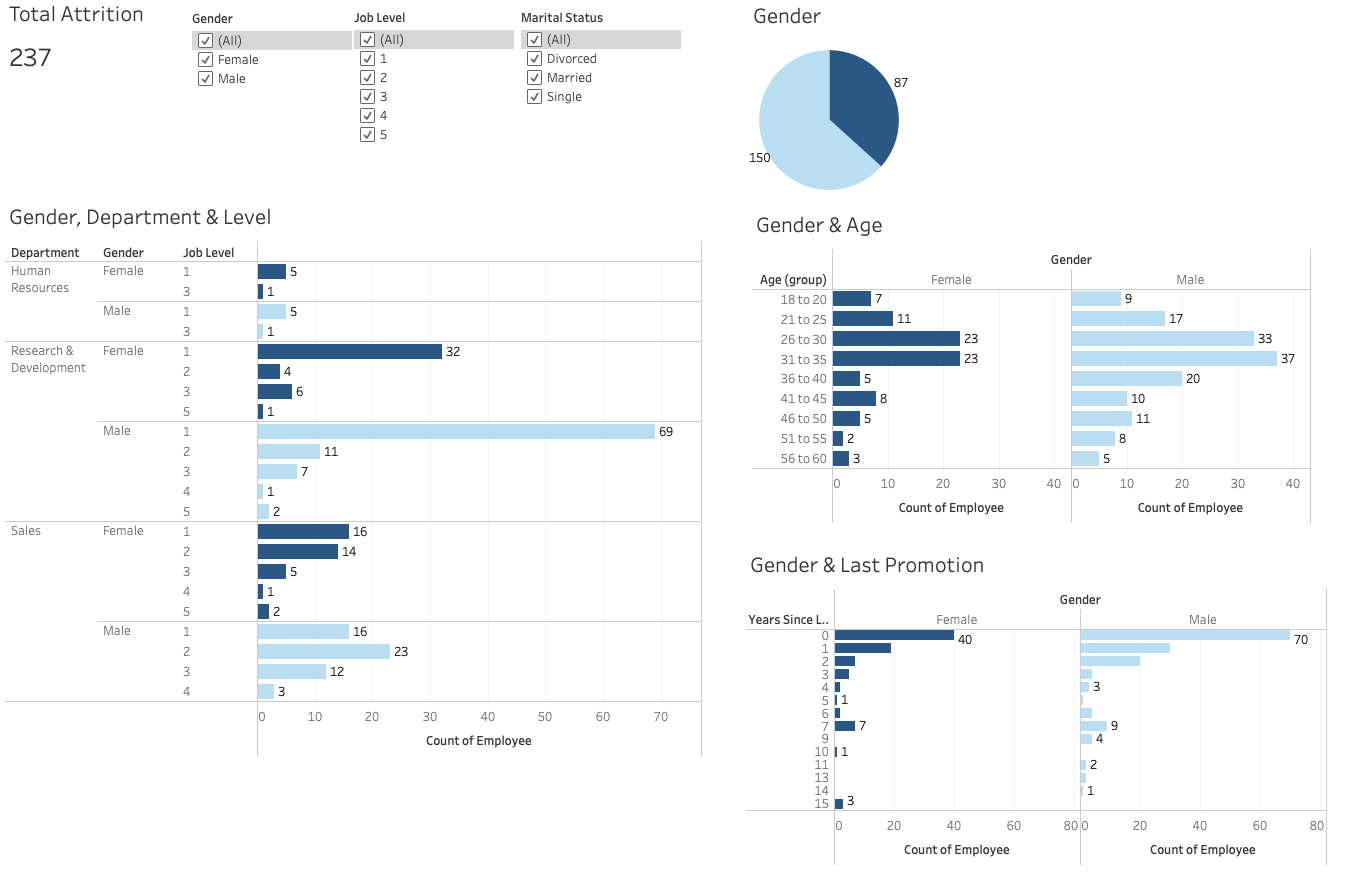 Total Attrition
237
Gender
(All)
Female
Male
Job Level
(All)
1
2
3
4
5
Marital Status
(All)
Divorced
Married
Single
Gender
87
150
Gender, Department & Level
Department Gender Job Level
Human Resources Female 1 5
3 1
Male 1 5
3 1
Research & Development Female 1 32
2 4
3 6
5 1
Male 1 69
2 11
3 7
4 1
5 2
Sales Female 1 16
2 14
3 5
4 1
5 2
Male 1 16
2 23
3 12
4 3
0 10 20 30 40 50 60 70
Count of Employee
Gender & Age
Gender
Age (group) Female Male
18 to 20 7 9
21 to 25 11 17
26 to 30 23 33
31 to 35 23 37
36 to 40 5 20
41 to 45 8 10
46 to 50 5 11
51 to 55 2 8
56 to 60 3 5
0 10 20 30 40 0 10 20 30 40
Count of Employee Count of Employee
Gender & Last Promotion
Gender
Years Since L.. Female Male
0 40 70
1
2
3
4 3
5 1
6
7 7 9
9 4
10 1
11 2
13
14 1
15 3
0 20 40 60 80 0 20 40 60 80
Count of Employee Count of Employee